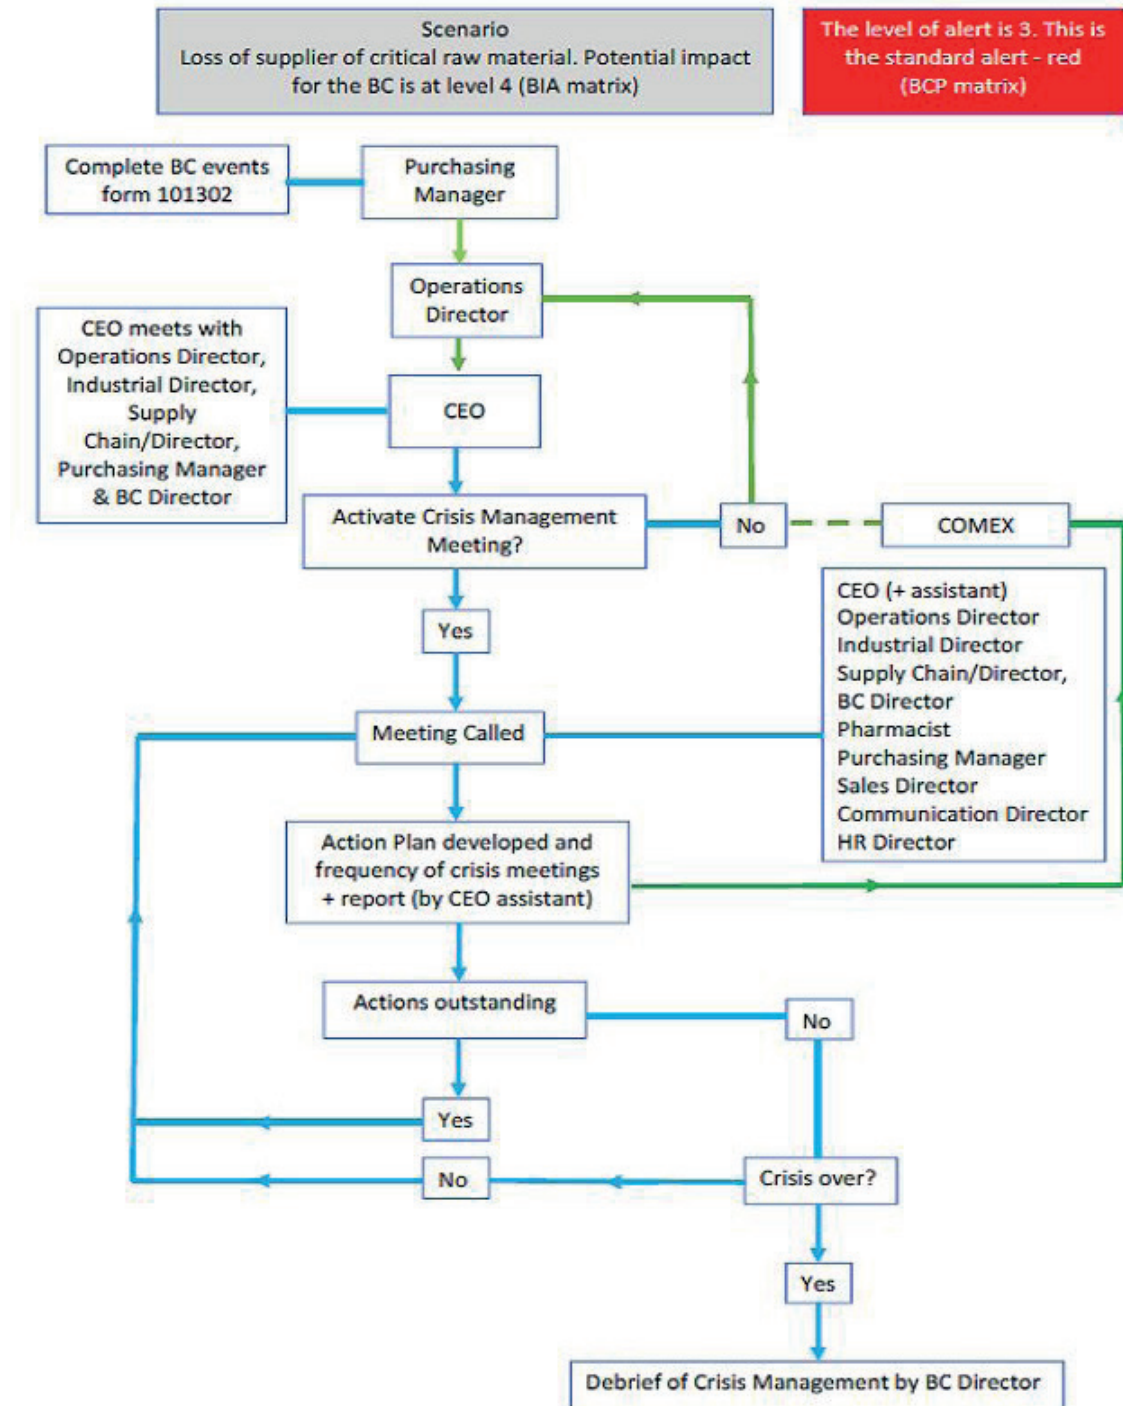 Scenario
Loss of supplier of critical raw material. Potential impact
for the BC is at level 4 (BIA matrix)
The level of alert is 3. This is
the standard alert - red
(BCP matrix)
Complete BC events
form 101302
Purchasing
Manager
Operations
Director
CEO meets with
Operations Director,
Industrial Director,
Supply
Chain/Director,
Purchasing Manager
& BC Director
CEO
Activate Crisis Management
Meeting?
No
COMEX
Yes
CEO (+ assistant)
Operations Director
Industrial Director
Supply Chain/Director,
BC Director
Pharmacist
Purchasing Manager
Sales Director
Communication Director
HR Director
Meeting Called
Action Plan developed and
frequency of crisis meetings
+ report (by CEO assistant)
Actions outstanding
No
Yes
No
Crisis over?
Yes
Debrief of Crisis Management by BC Director